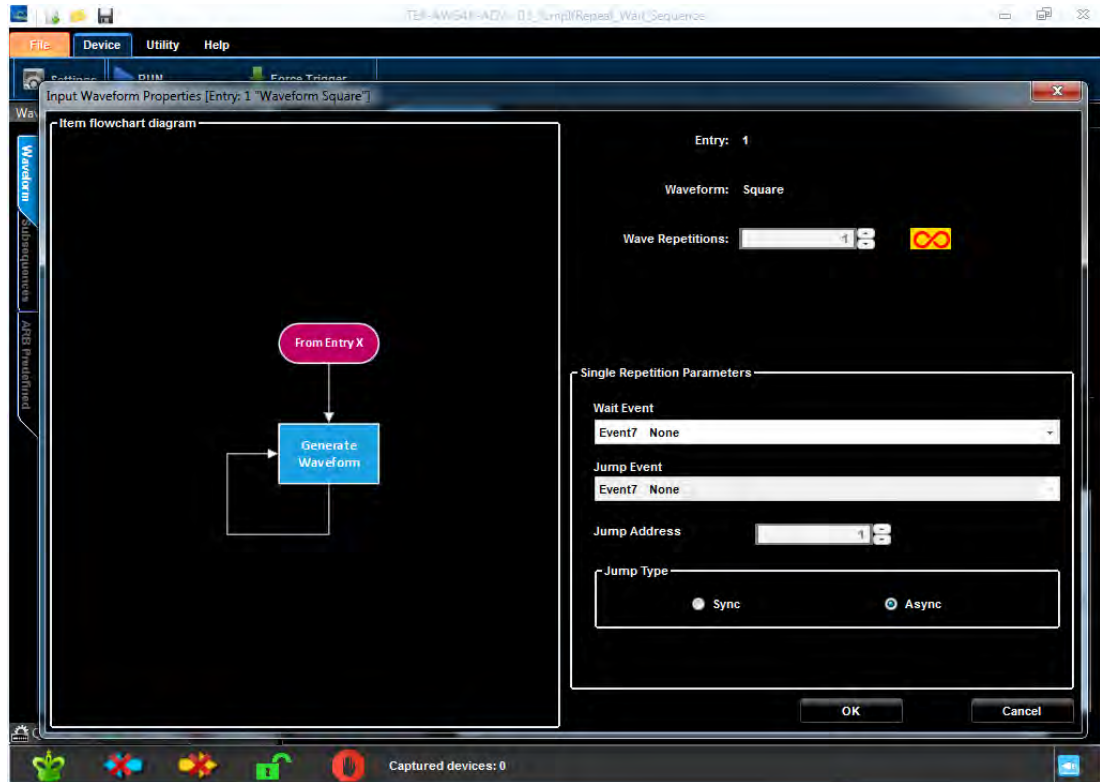 File Device Utility Help
Settings RUN Force Trigger
Input Waveform Properties [Entry: 1 "Waveform Square"]
Waveform
Subsequences
ARB Predefined
Item flowchart diagram
From Entry X
Generate
Waveform
Entry: 1
Waveform: Square
Wave Repetitions: 1
Single Repetition Parameters
Wait Event
Event7 None
Jump Event
Event7 None
Jump Address 1
Jump Type
Sync Async
OK Cancel
Captured devices: 0